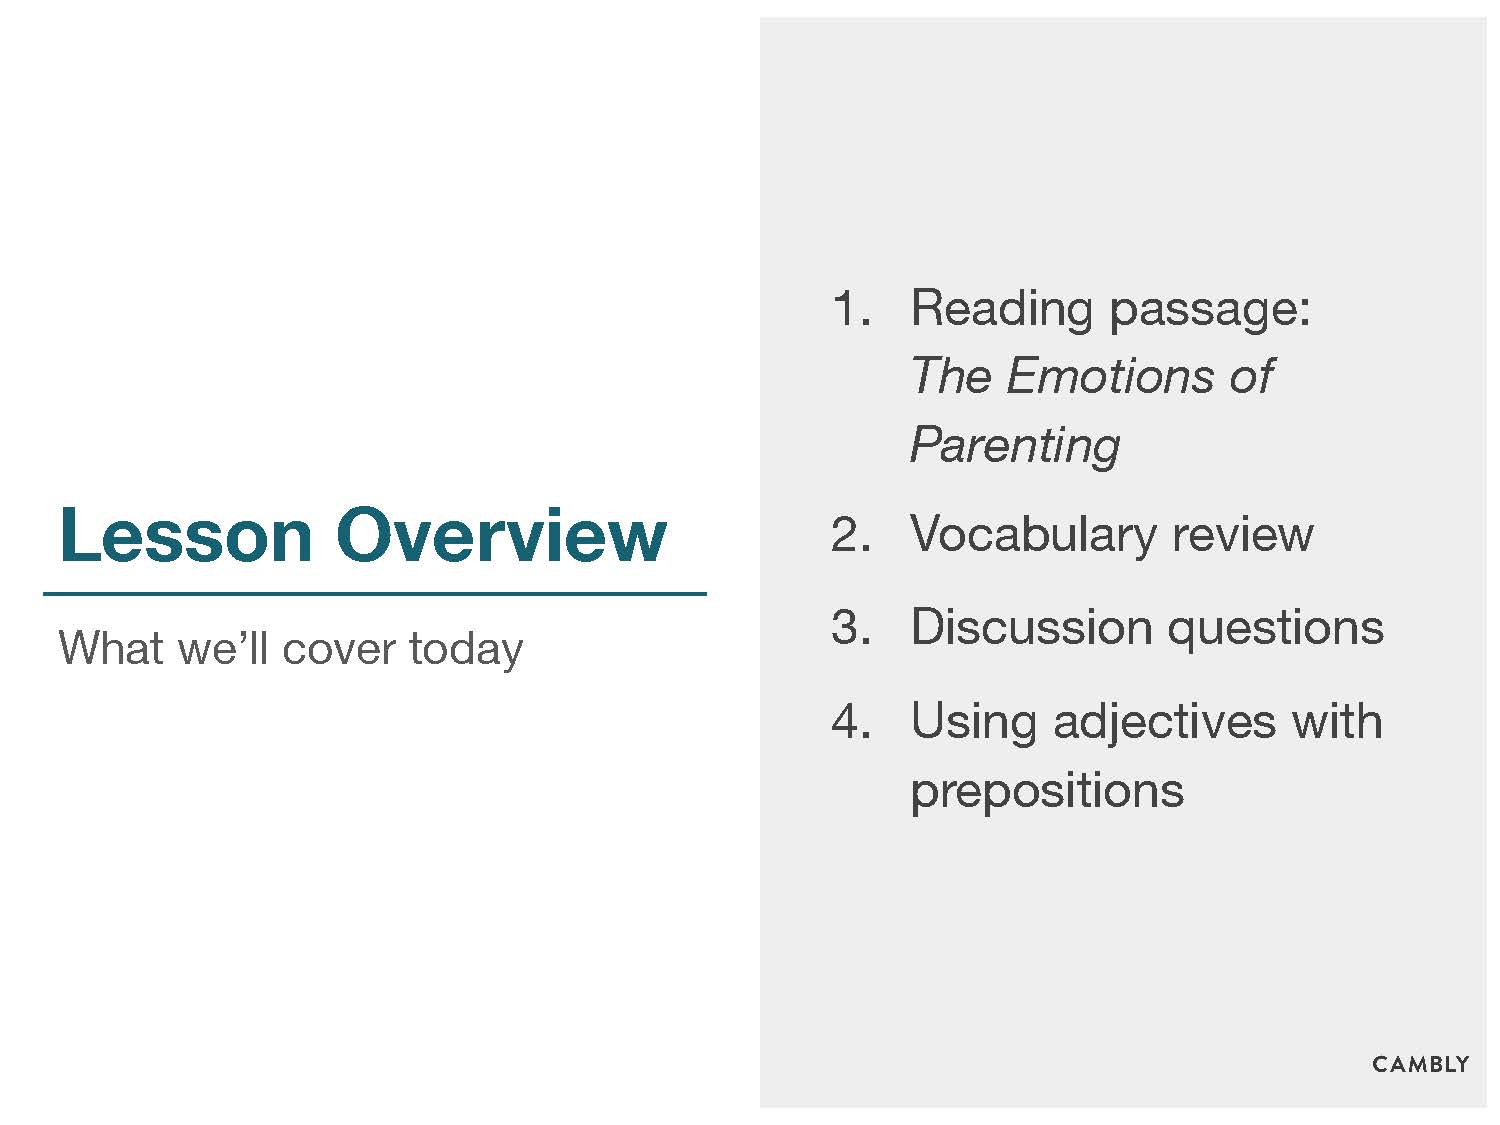 Lesson Overview
What we’ll cover today
1. Reading passage:
The Emotions of
Parenting
2. Vocabulary review
3. Discussion questions
4. Using adjectives with
prepositions
CAMBLY